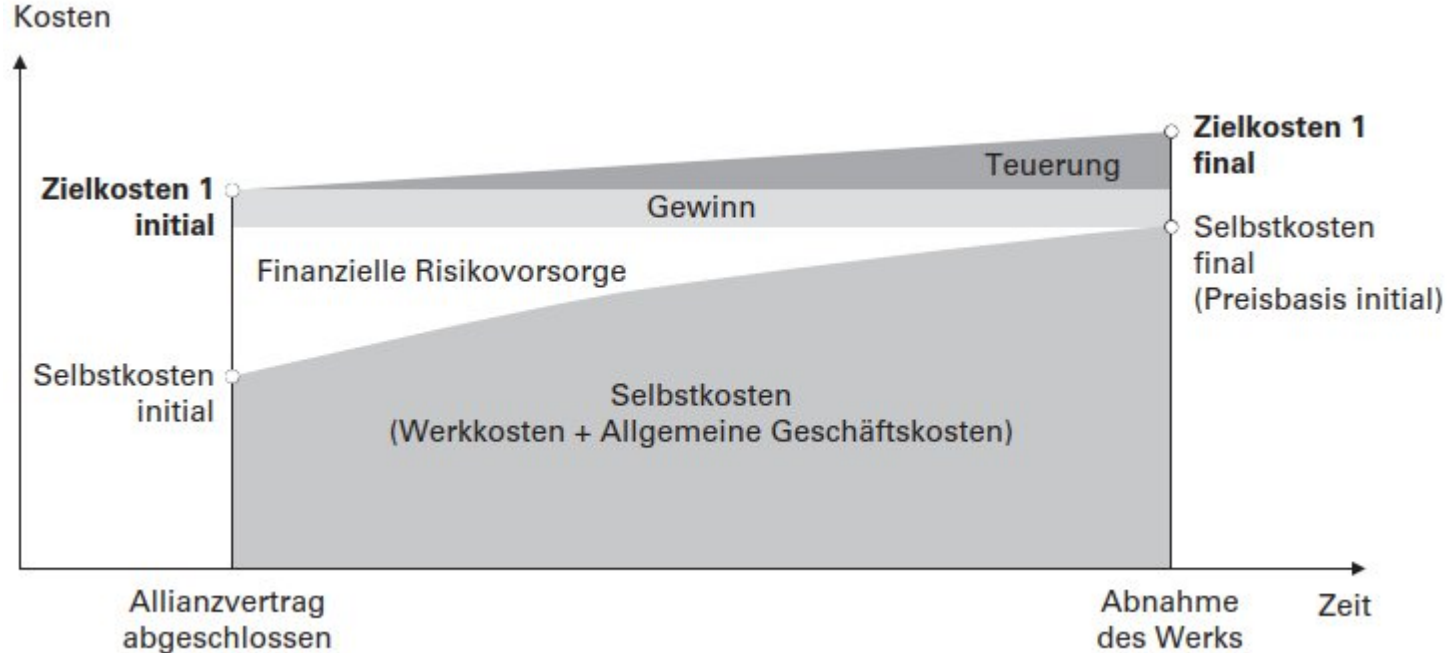 Kosten
Zielkosten 1
final
Teuerung
Zielkosten 1
initial
Gewinn
Selbstkosten
final
(Preisbasis initial)
Finanzielle Risikovorsorge
Selbstkosten
initial
Selbstkosten
(Werkkosten + Allgemeine Geschäftskosten)
Allianzvertrag
abgeschlossen
Abnahme
des Werks
Zeit